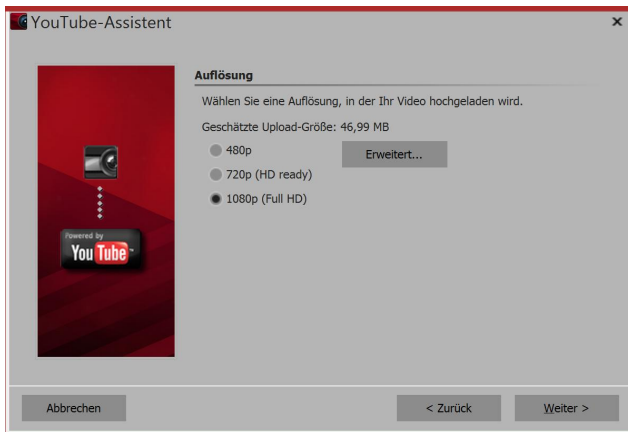 YouTube-Assistent
Auflösung
Wählen Sie eine Auflösung, in der Ihr Video hochgeladen wird.
Geschätzte Upload-Größe: 46,99 MB
480p
Erweitert...
720p (HD ready)
1080p (Full HD)
Powered by
YouTube™
Abbrechen
< Zurück
Weiter >